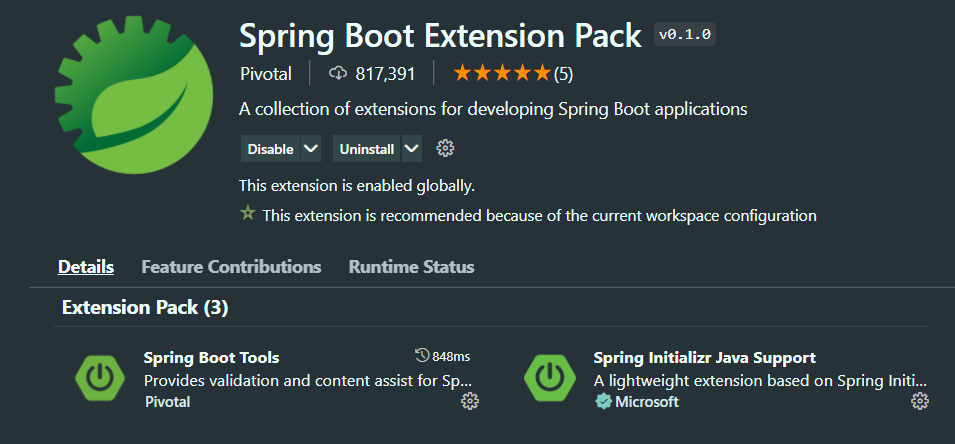 Spring Boot Extension Pack v0.1.0
Pivotal 817,391 (5)
A collection of extensions for developing Spring Boot applications
Disable Uninstall
This extension is enabled globally.
This extension is recommended because of the current workspace configuration
Details Feature Contributions Runtime Status
Extension Pack (3)
Spring Boot Tools 848ms
Provides validation and content assist for Sp...
Pivotal
Spring Initializr Java Support
A lightweight extension based on Spring Initi...
Microsoft